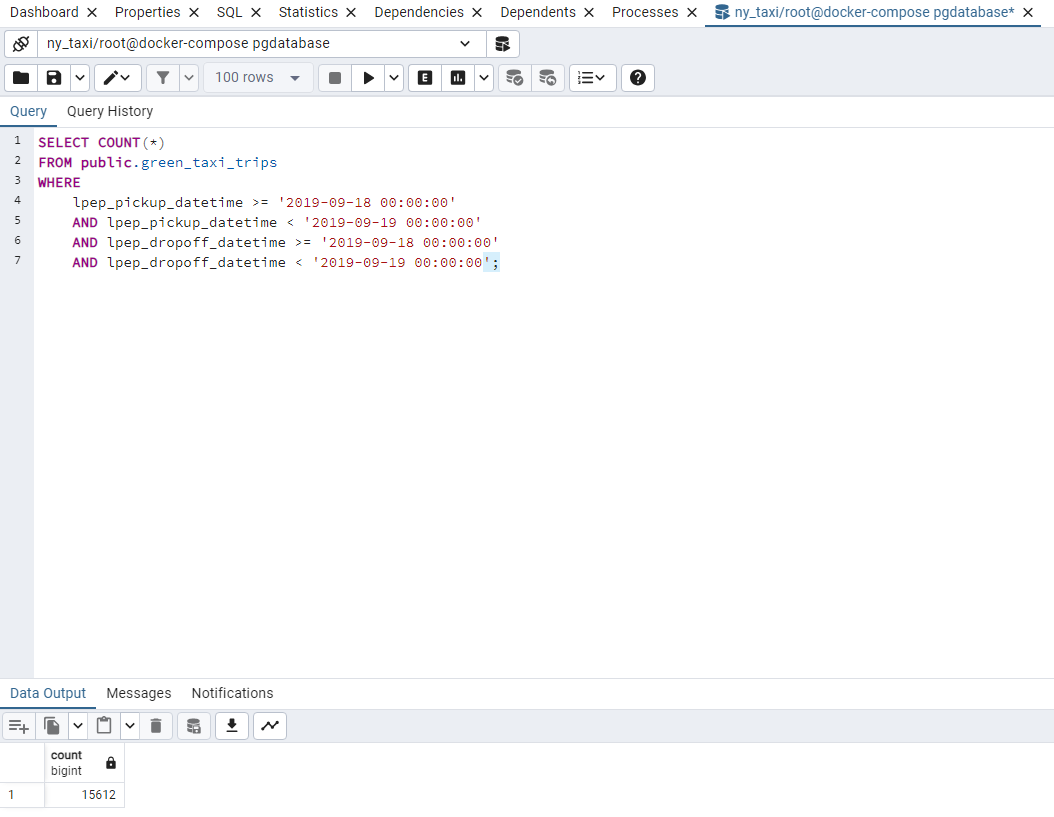 Dashboard Properties SQL Statistics Dependencies Dependents Processes ny_taxi/root@docker-compose pgdatabase*
ny_taxi/root@docker-compose pgdatabase
100 rows E
Query Query History
1 SELECT COUNT(*)
2 FROM public.green_taxi_trips
3 WHERE
4 lpep_pickup_datetime >= '2019-09-18 00:00:00'
5 AND lpep_pickup_datetime < '2019-09-19 00:00:00'
6 AND lpep_dropoff_datetime >= '2019-09-18 00:00:00'
7 AND lpep_dropoff_datetime < '2019-09-19 00:00:00';
Data Output Messages Notifications
count
bigint
1 15612